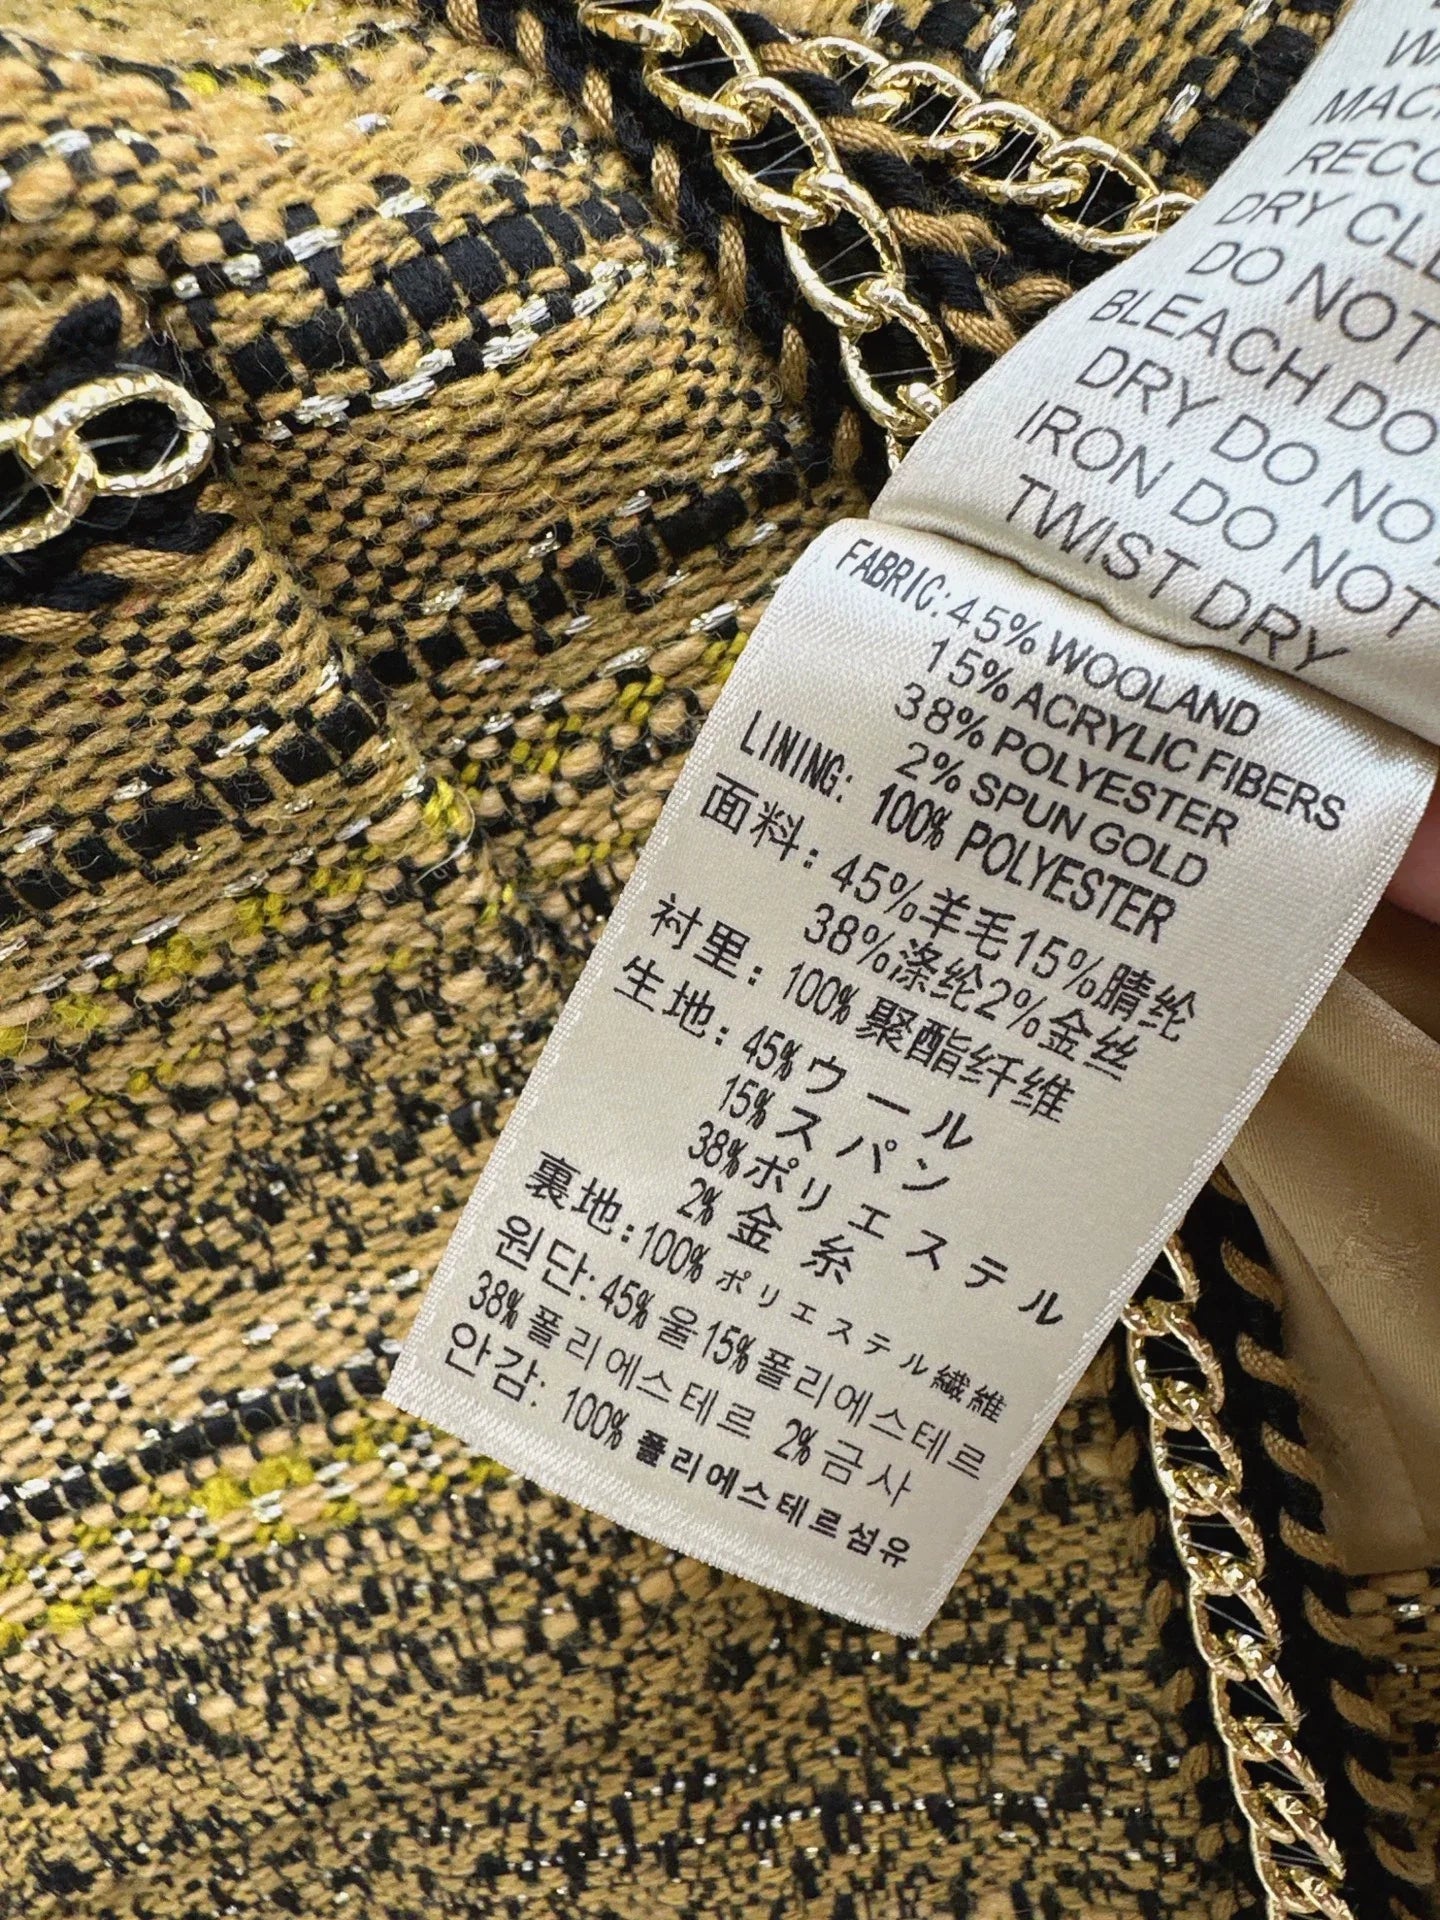 MAC
RECO
DRY CLE
DO NOT
BLEACH DO
DRY DO NO
IRON DO NOT
TWIST DRY
FABRIC:45% WOOLAND
15% ACRYLIC FIBERS
38% POLYESTER
2% SPUN GOLD
LINING: 100% POLYESTER
面料: 45%羊毛15%腈纶
38%涤纶2%金丝
衬里: 100% 聚酯纤维
生地: 45% ウール
15% スパン
38% ポリエステル
2% 金糸
裏地:100% ポリエステル繊維
원단: 45% 울 15% 폴리에스테르
38% 폴리에스테르 2% 금사
안감: 100% 폴리에스테르섬유